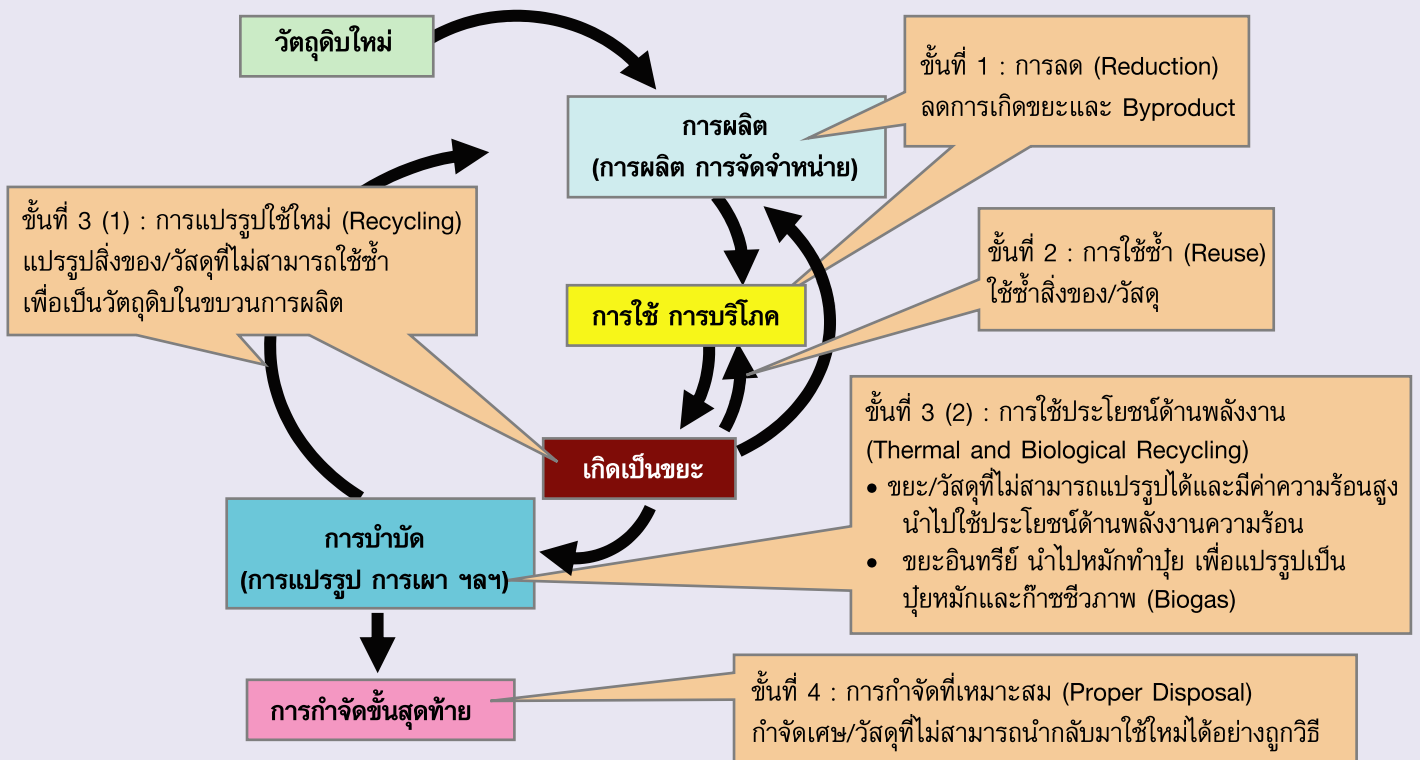 วัตถุดิบใหม่
ขั้นที่ 1 : การลด (Reduction)
ลดการเกิดขยะและ Byproduct
การผลิต
(การผลิต การจัดจำหน่าย)
ขั้นที่ 3 (1) : การแปรรูปใช้ใหม่ (Recycling)
แปรรูปสิ่งของ/วัสดุที่ไม่สามารถใช้ซ้ำ
เพื่อเป็นวัตถุดิบในขบวนการผลิต
ขั้นที่ 2 : การใช้ซ้ำ (Reuse)
ใช้ซ้ำสิ่งของ/วัสดุ
การใช้ การบริโภค
ขั้นที่ 3 (2) : การใช้ประโยชน์ด้านพลังงาน
(Thermal and Biological Recycling)
• ขยะ/วัสดุที่ไม่สามารถแปรรูปได้และมีค่าความร้อนสูง
นำไปใช้ประโยชน์ด้านพลังงานความร้อน
• ขยะอินทรีย์ นำไปหมักทำปุ๋ย เพื่อแปรรูปเป็น
ปุ๋ยหมักและก๊าซชีวภาพ (Biogas)
เกิดเป็นขยะ
การบำบัด
(การแปรรูป การเผา ฯลฯ)
การกำจัดขั้นสุดท้าย
ขั้นที่ 4 : การกำจัดที่เหมาะสม (Proper Disposal)
กำจัดเศษ/วัสดุที่ไม่สามารถนำกลับมาใช้ใหม่ได้อย่างถูกวิธี